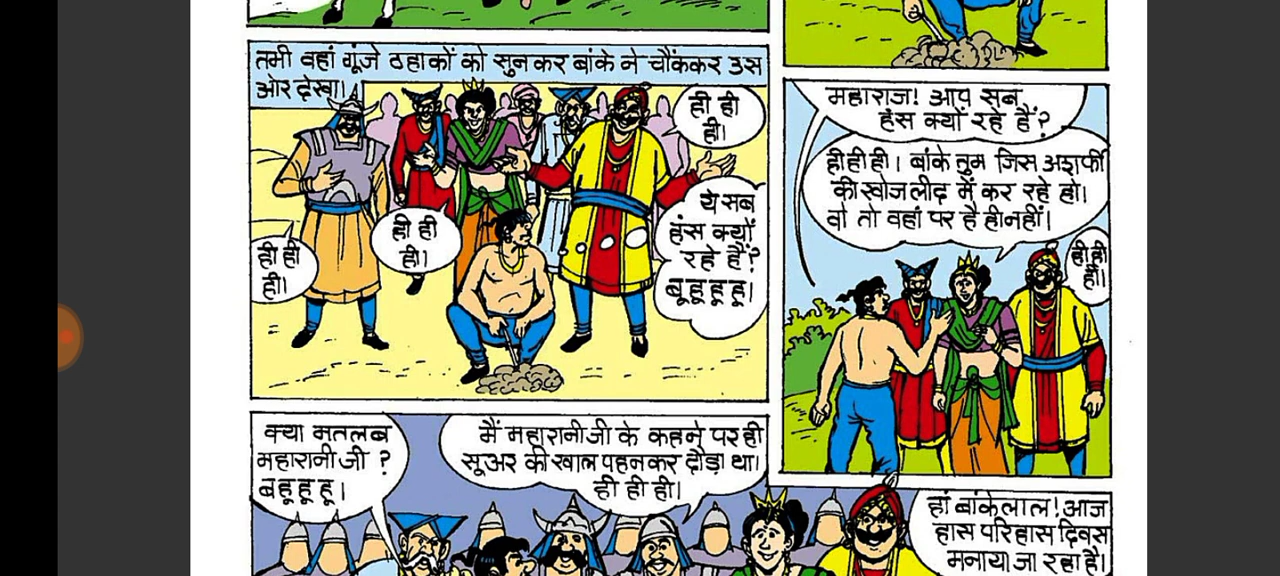 तभी वहां गूंजे ठहाकों को सुनकर बांके ने चौंककर उस
ओर देखा।
ही ही
ही।
ही ही
ही।
ही ही
ही।
ये सब
हंस क्यों
रहे हैं?
बूहूहूहू।
महाराज! आप सब
हंस क्यों रहे हैं?
ही ही ही। बांके तुम जिस अशर्फी
की खोज लीद में कर रहे हो।
वो तो वहां पर है ही नहीं।
ही ही
ही।
क्या मतलब
महारानी जी ?
बहूहूहू।
मैं महारानी जी के कहने पर ही
सूअर की खाल पहनकर दौड़ा था।
ही ही ही।
हां बांकेलाल! आज
हास परिहास दिवस
मनाया जा रहा है।